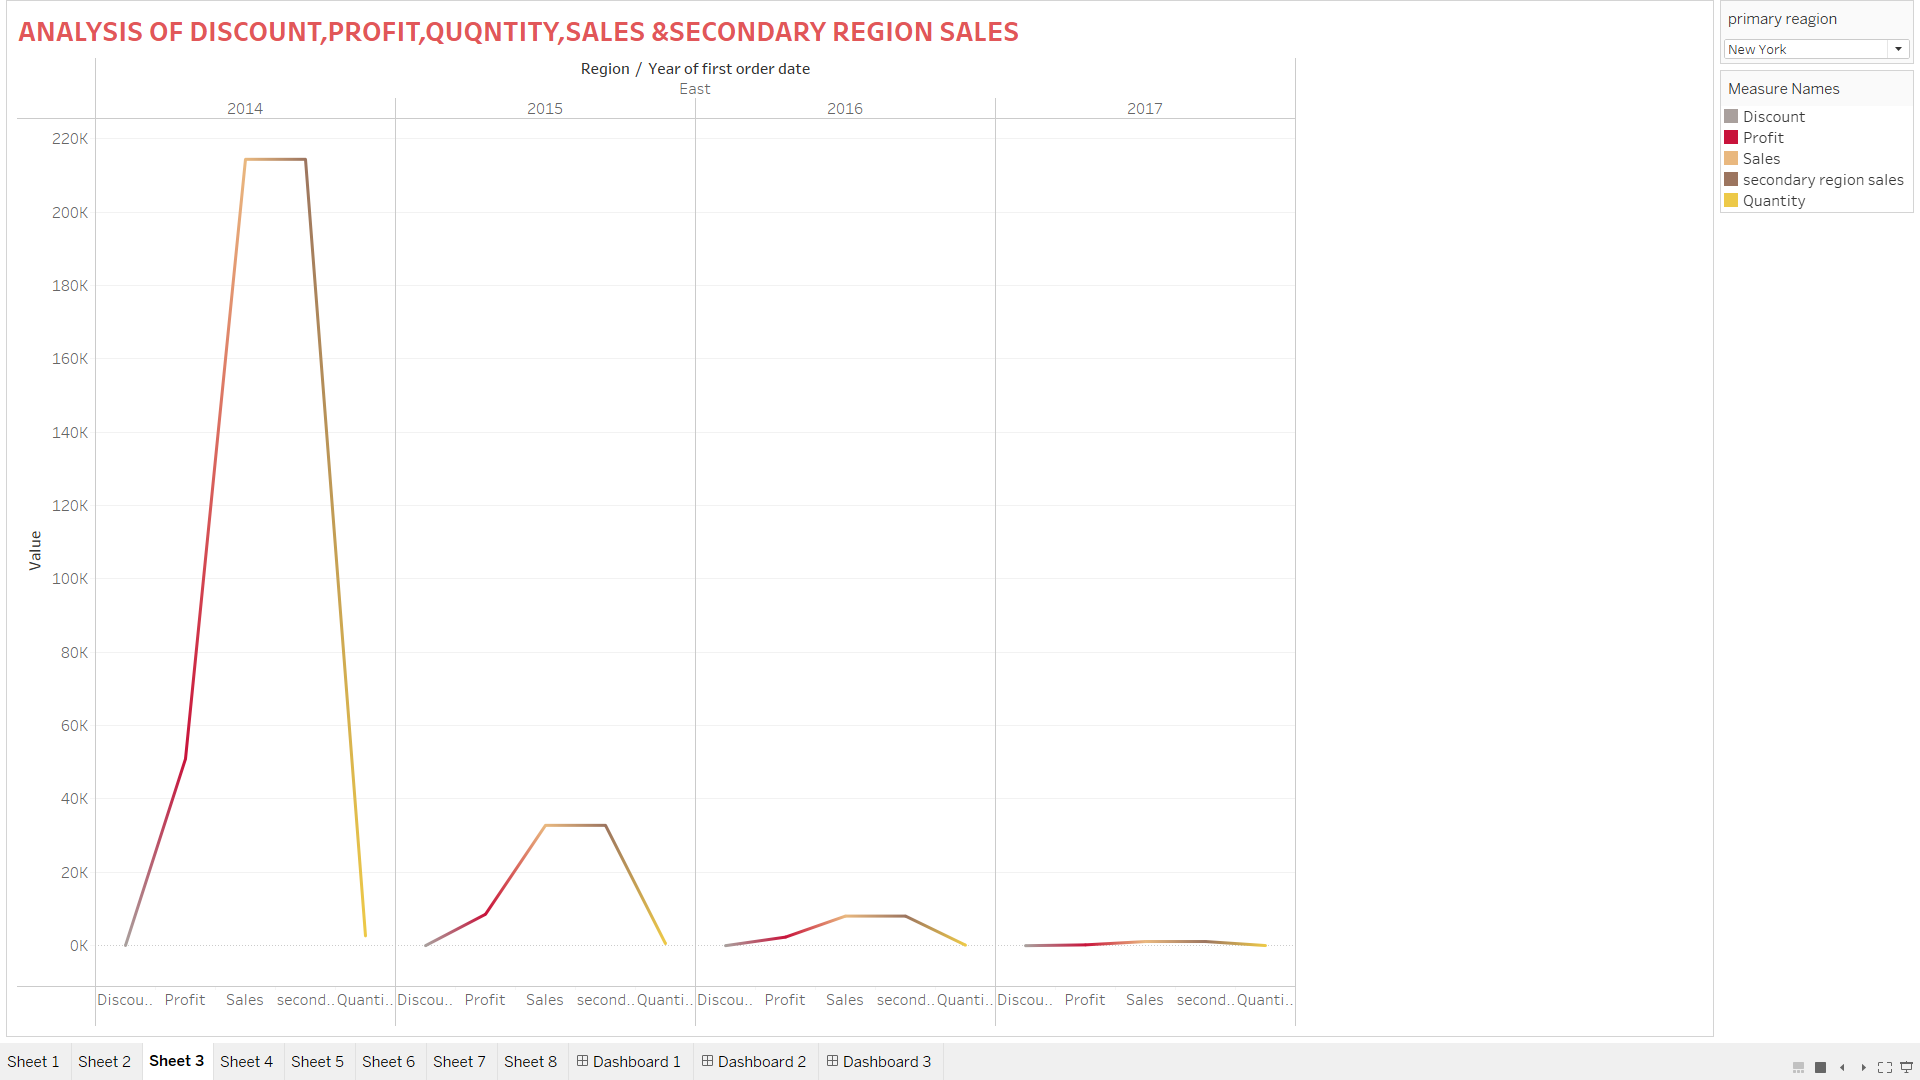 ANALYSIS OF DISCOUNT,PROFIT,QUQNTITY,SALES &SECONDARY REGION SALES
Region / Year of first order date
East
2014 2015 2016 2017
220K
200K
180K
160K
140K
120K
100K
80K
60K
40K
20K
0K
Value
Discou.. Profit Sales second.. Quanti.. Discou.. Profit Sales second.. Quanti.. Discou.. Profit Sales second.. Quanti.. Discou.. Profit Sales second.. Quanti..
primary reagion
New York
Measure Names
Discount
Profit
Sales
secondary region sales
Quantity
Sheet 1 Sheet 2 Sheet 3 Sheet 4 Sheet 5 Sheet 6 Sheet 7 Sheet 8 Dashboard 1 Dashboard 2 Dashboard 3